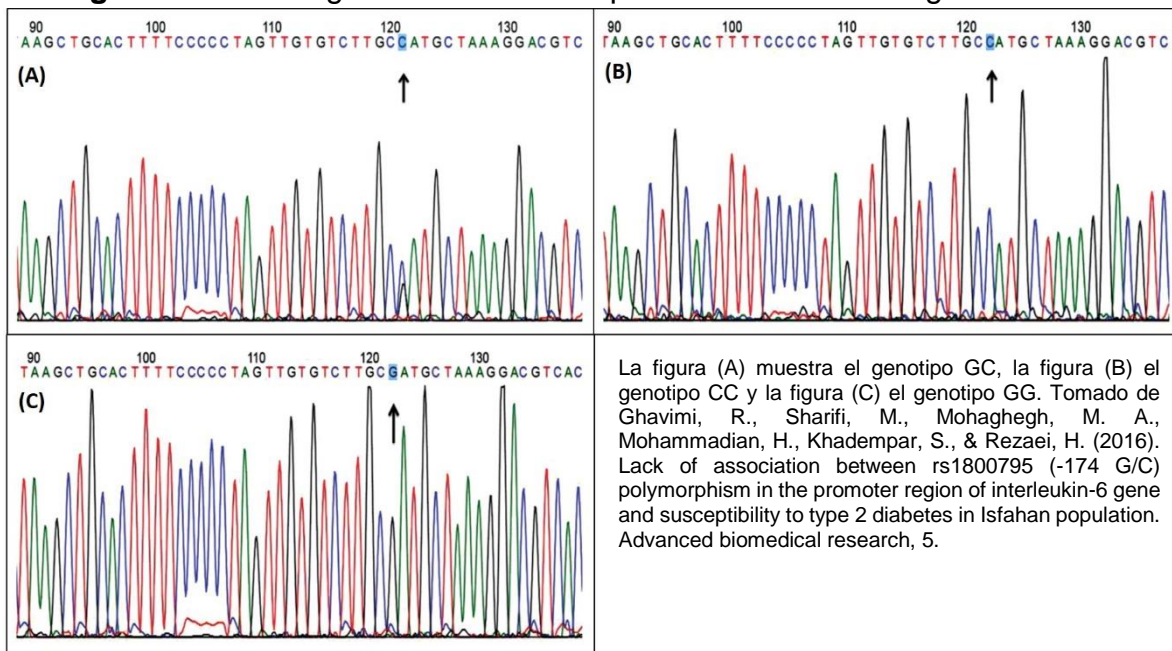 90 100 110 120 130
AAGCTGCACTTTTCCCCCTAGTTGTGTCTTGCCATGCTAAAGGACGTC
(A)
90 100 110 120 130
TAAGCTGCACTTTTCCCCCTAGTTGTGTCTTGCCATGCTAAAGGACGTC
(B)
90 100 110 120 130
TAAGCTGCACTTTTCCCCCTAGTTGTGTCTTGCGATGCTAAAGGACGTCAC
(C)
La figura (A) muestra el genotipo GC, la figura (B) el
genotipo CC y la figura (C) el genotipo GG. Tomado de
Ghavimi, R., Sharifi, M., Mohaghegh, M. A.,
Mohammadian, H., Khadempar, S., & Rezaei, H. (2016).
Lack of association between rs1800795 (-174 G/C)
polymorphism in the promoter region of interleukin-6 gene
and susceptibility to type 2 diabetes in Isfahan population.
Advanced biomedical research, 5.